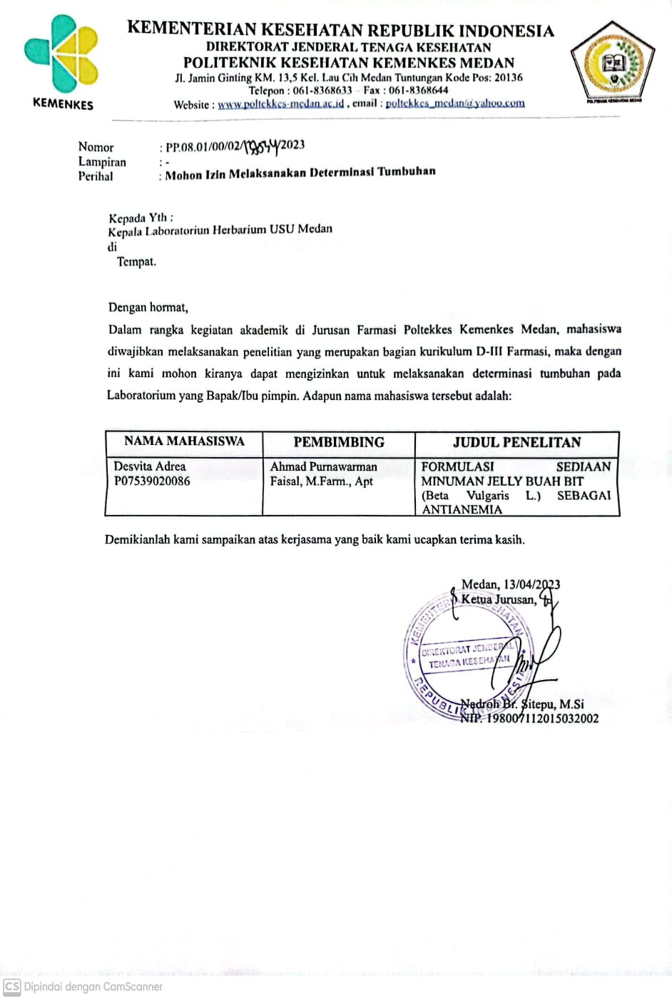 KEMENTERIAN KESEHATAN REPUBLIK INDONESIA
DIREKTORAT JENDERAL TENAGA KESEHATAN
POLITEKNIK KESEHATAN KEMENKES MEDAN
Jl. Jamin Ginting KM. 13,5 Kel. Lau Cih Medan Tuntungan Kode Pos: 20136
Telepon : 061-8368633 – Fax : 061-8368644
Website : www.poltekkes-medan.ac.id , email : poltekkes_medan@yahoo.com
KEMENKES
POLITEKNIK KESEHATAN MEDAN
Nomor : PP.08.01/00/02/ /2023
Lampiran : -
Perihal : Mohon Izin Melaksanakan Determinasi Tumbuhan
Kepada Yth :
Kepala Laboratoriun Herbarium USU Medan
di
Tempat.
Dengan hormat,
Dalam rangka kegiatan akademik di Jurusan Farmasi Poltekkes Kemenkes Medan, mahasiswa
diwajibkan melaksanakan penelitian yang merupakan bagian kurikulum D-III Farmasi, maka dengan
ini kami mohon kiranya dapat mengizinkan untuk melaksanakan determinasi tumbuhan pada
Laboratorium yang Bapak/Ibu pimpin. Adapun nama mahasiswa tersebut adalah:
NAMA MAHASISWA PEMBIMBING JUDUL PENELITAN
Desvita Adrea Ahmad Purnawarman FORMULASI SEDIAAN
P07539020086 Faisal, M.Farm., Apt MINUMAN JELLY BUAH BIT
(Beta Vulgaris L.) SEBAGAI
ANTIANEMIA
Demikianlah kami sampaikan atas kerjasama yang baik kami ucapkan terima kasih.
Medan, 13/04/2023
Ketua Jurusan,
KEMENTERIAN KESEHATAN
DIREKTORAT JENDERAL
TENAGA KESEHATAN
REPUBLIK INDONESIA
Nadroh Br. Sitepu, M.Si
NIP. 198007112015032002
CS Dipindai dengan CamScanner